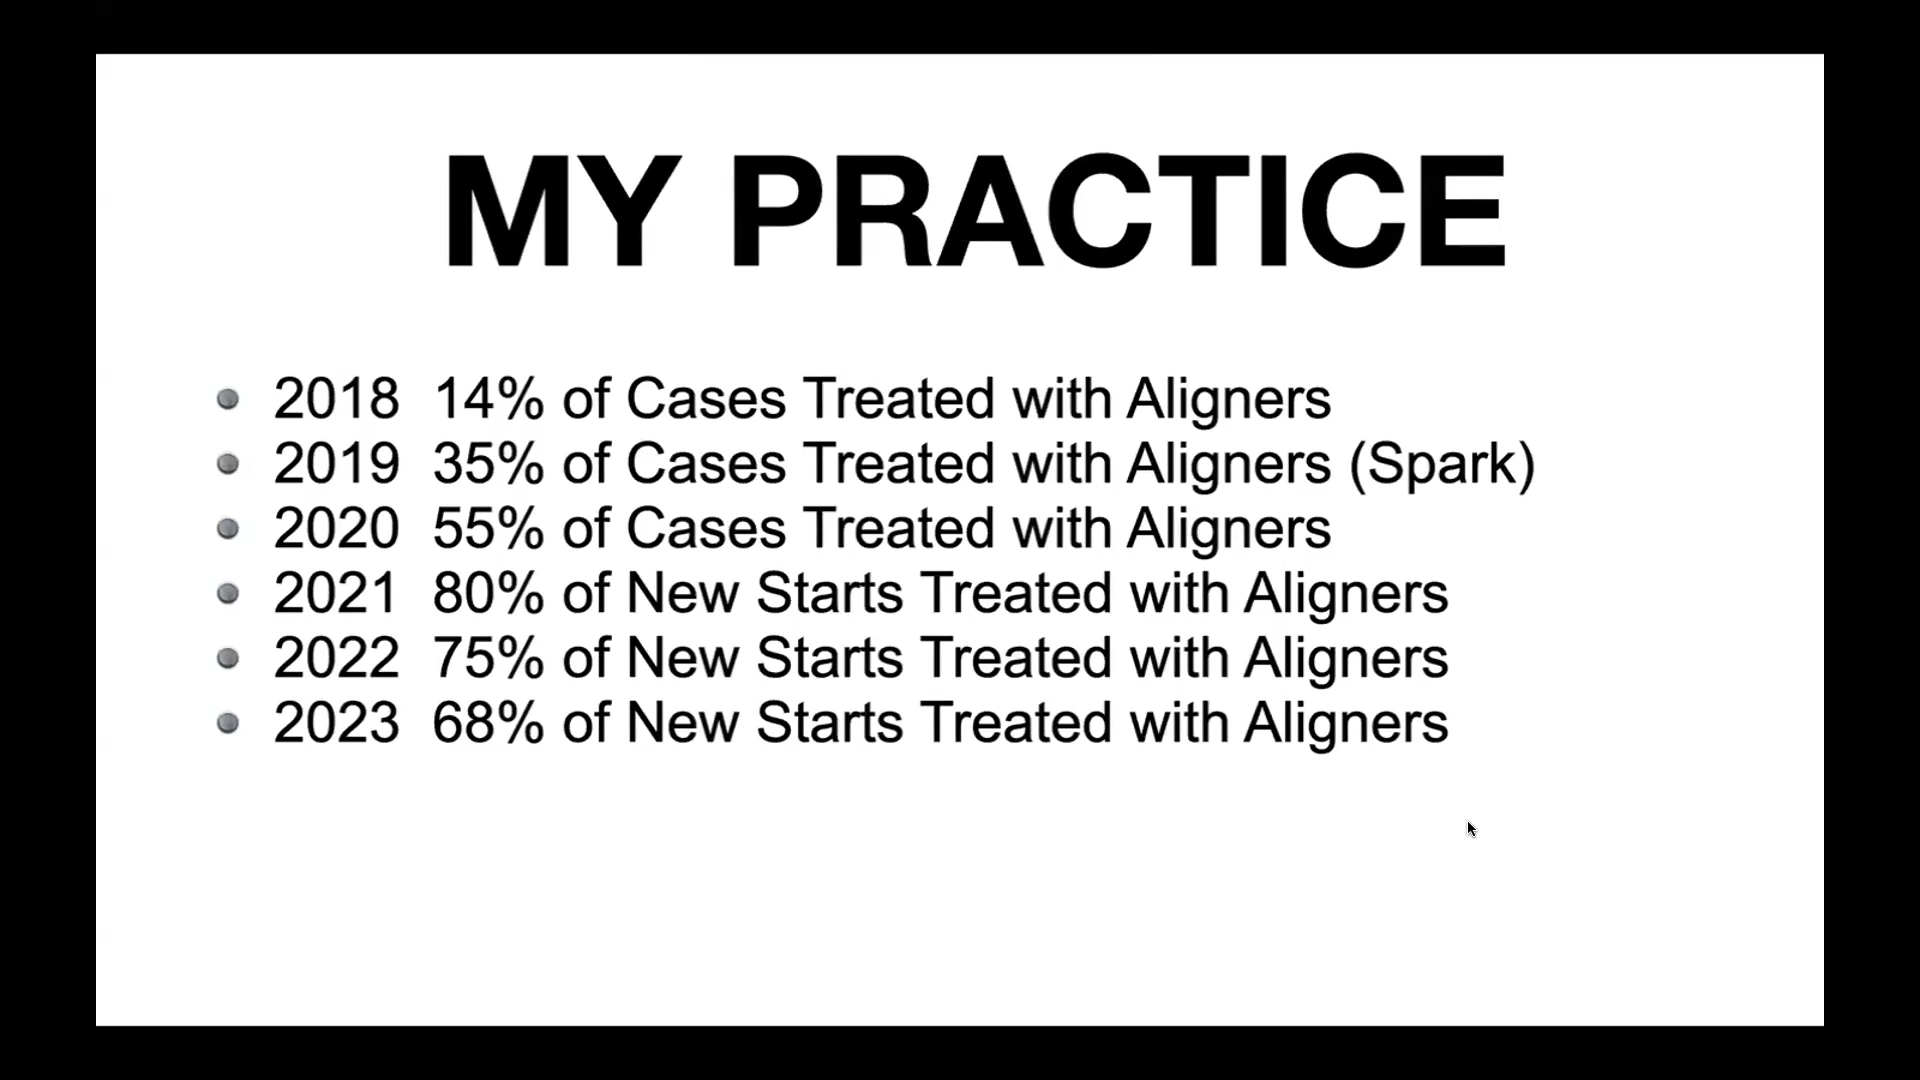 MY PRACTICE
2018 14% of Cases Treated with Aligners
2019 35% of Cases Treated with Aligners (Spark)
2020 55% of Cases Treated with Aligners
2021 80% of New Starts Treated with Aligners
2022 75% of New Starts Treated with Aligners
2023 68% of New Starts Treated with Aligners